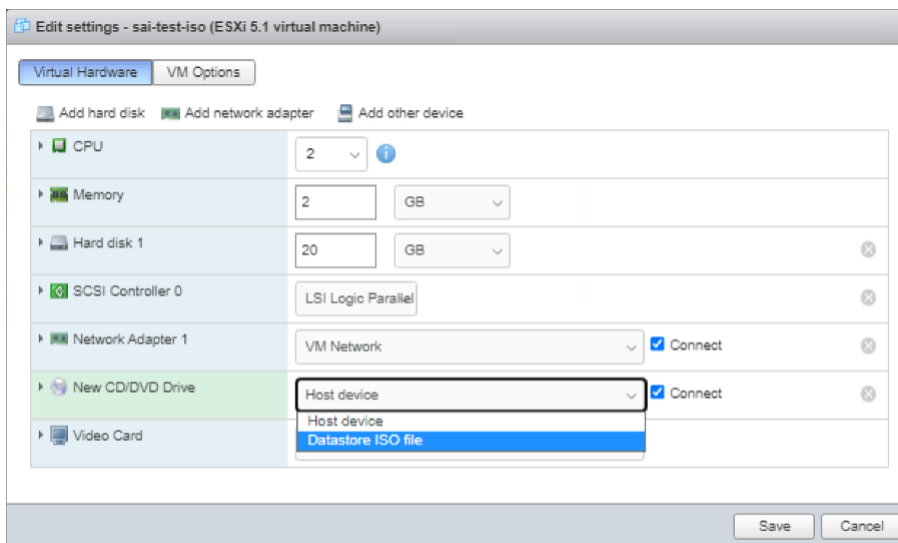 Edit settings - sai-test-iso (ESXi 5.1 virtual machine)
Virtual Hardware VM Options
Add hard disk Add network adapter Add other device
CPU 2
Memory 2 GB
Hard disk 1 20 GB
SCSI Controller 0 LSI Logic Parallel
Network Adapter 1 VM Network Connect
New CD/DVD Drive Host device Connect
Host device
Datastore ISO file
Video Card
Save Cancel